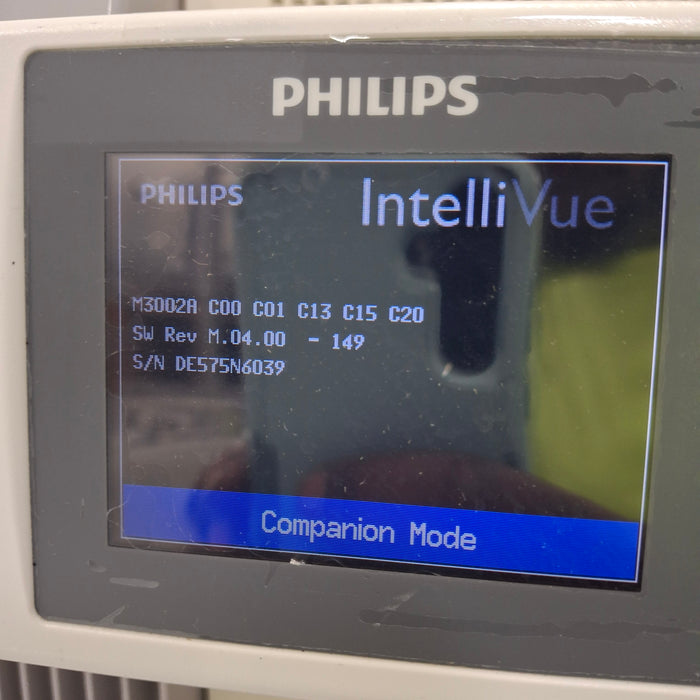 PHILIPS
PHILIPS IntelliVue
M3002A C00 C01 C13 C15 C20
SW Rev M.04.00 - 149
S/N DE575N6039
Companion Mode